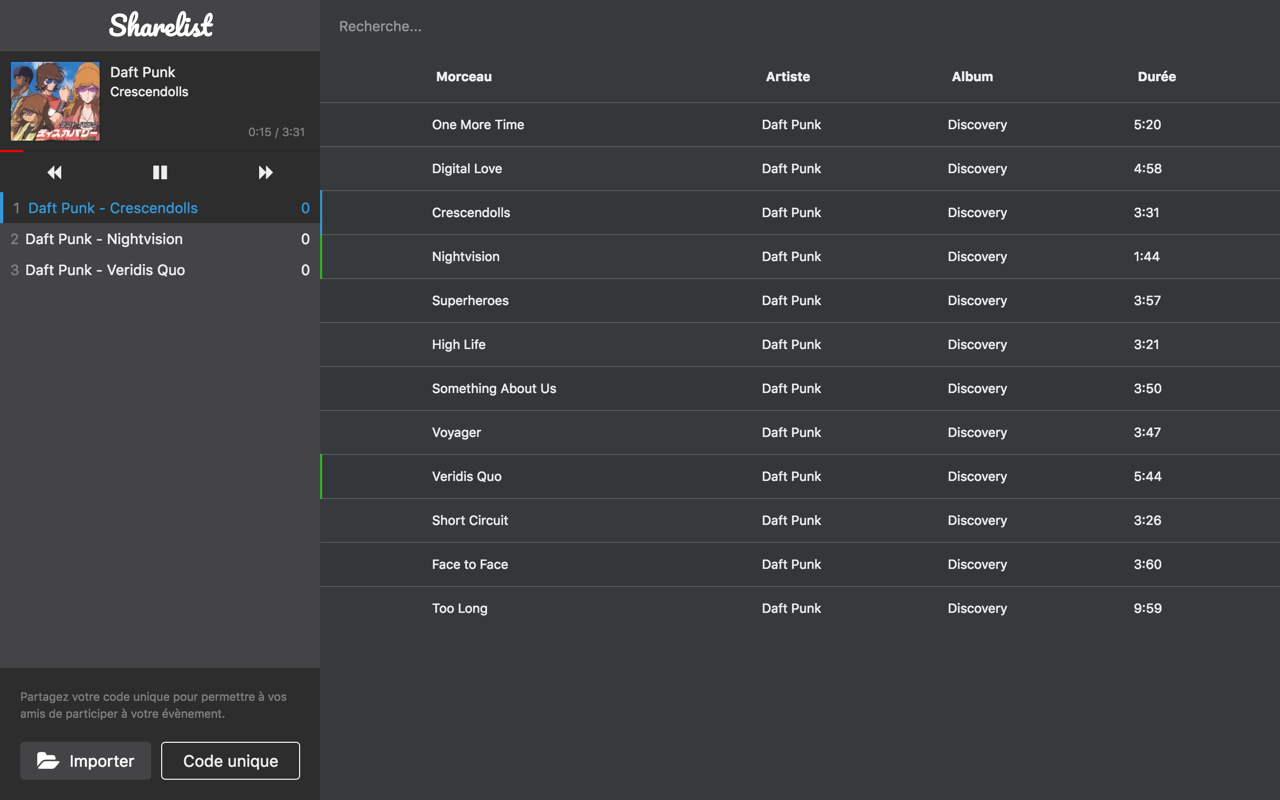 Sharelist
Daft Punk
Crescendolls
0:15 / 3:31
1 Daft Punk - Crescendolls 0
2 Daft Punk - Nightvision 0
3 Daft Punk - Veridis Quo 0
Partagez votre code unique pour permettre à vos
amis de participer à votre évènement.
Importer
Code unique
Recherche...
Morceau Artiste Album Durée
One More Time Daft Punk Discovery 5:20
Digital Love Daft Punk Discovery 4:58
Crescendolls Daft Punk Discovery 3:31
Nightvision Daft Punk Discovery 1:44
Superheroes Daft Punk Discovery 3:57
High Life Daft Punk Discovery 3:21
Something About Us Daft Punk Discovery 3:50
Voyager Daft Punk Discovery 3:47
Veridis Quo Daft Punk Discovery 5:44
Short Circuit Daft Punk Discovery 3:26
Face to Face Daft Punk Discovery 3:60
Too Long Daft Punk Discovery 9:59